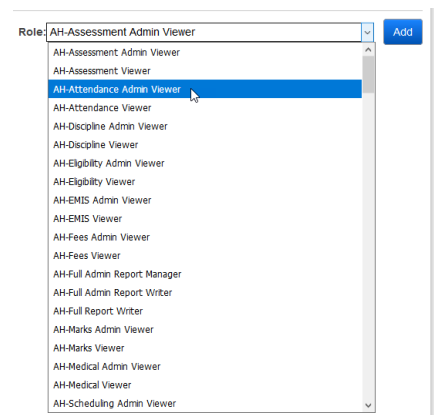 Role: AH-Assessment Admin Viewer Add
AH-Assessment Admin Viewer
AH-Assessment Viewer
AH-Attendance Admin Viewer
AH-Attendance Viewer
AH-Discipline Admin Viewer
AH-Discipline Viewer
AH-Eligibility Admin Viewer
AH-Eligibility Viewer
AH-EMIS Admin Viewer
AH-EMIS Viewer
AH-Fees Admin Viewer
AH-Fees Viewer
AH-Full Admin Report Manager
AH-Full Admin Report Writer
AH-Full Report Writer
AH-Marks Admin Viewer
AH-Marks Viewer
AH-Medical Admin Viewer
AH-Medical Viewer
AH-Scheduling Admin Viewer